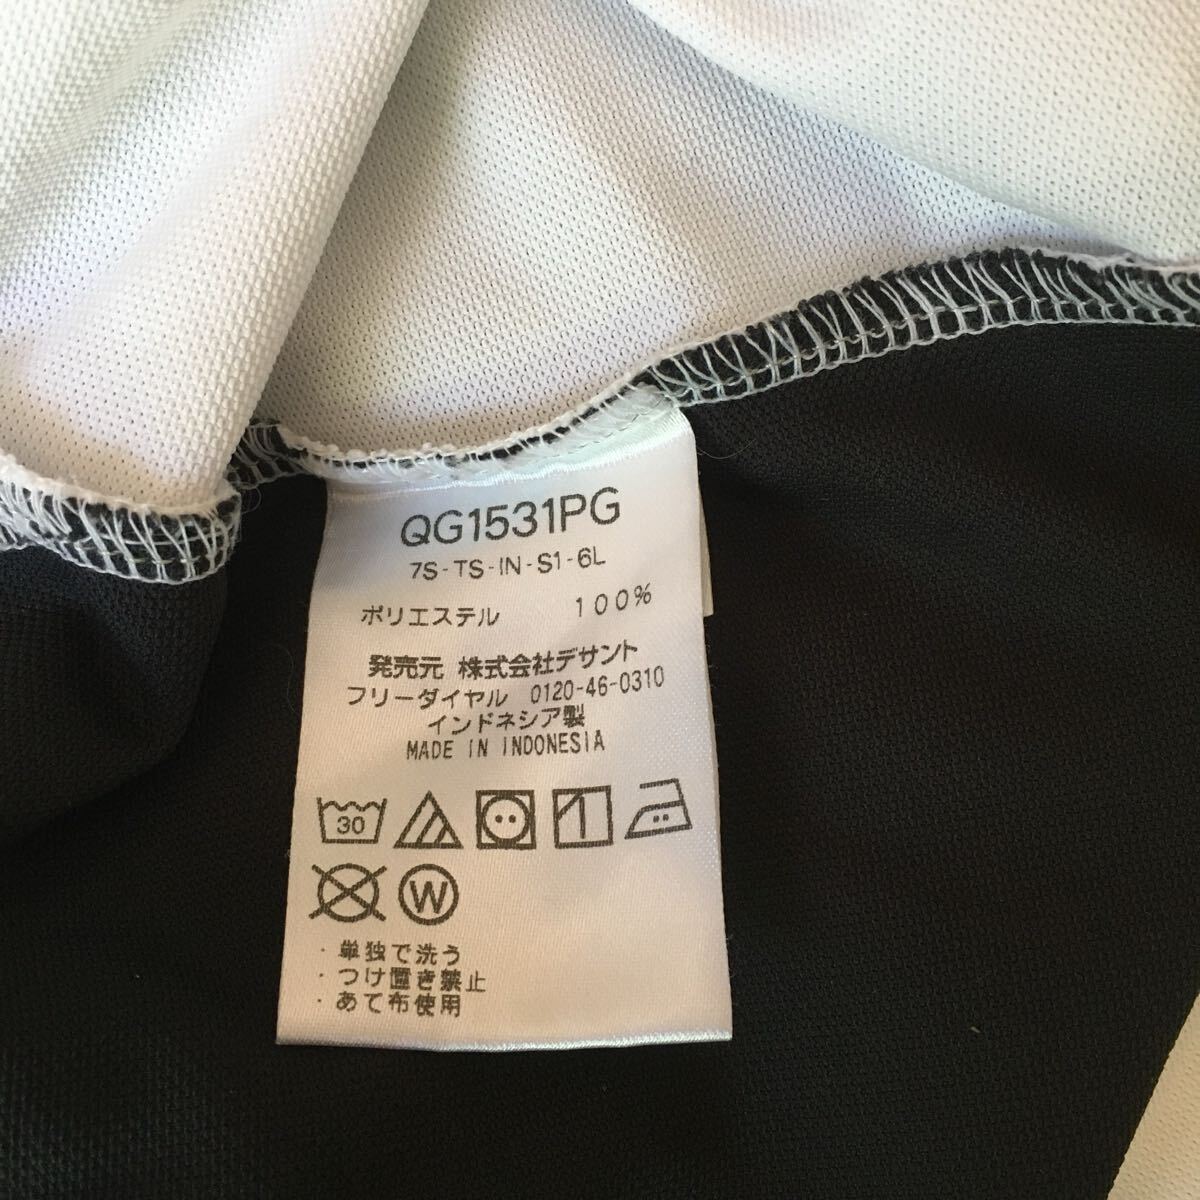 QG1531PG
7S-TS-IN-S1-6L
ポリエステル 100%
発売元 株式会社デサント
フリーダイヤル 0120-46-0310
インドネシア製
MADE IN INDONESIA
30
W
・単独で洗う
・つけ置き禁止
・あて布使用